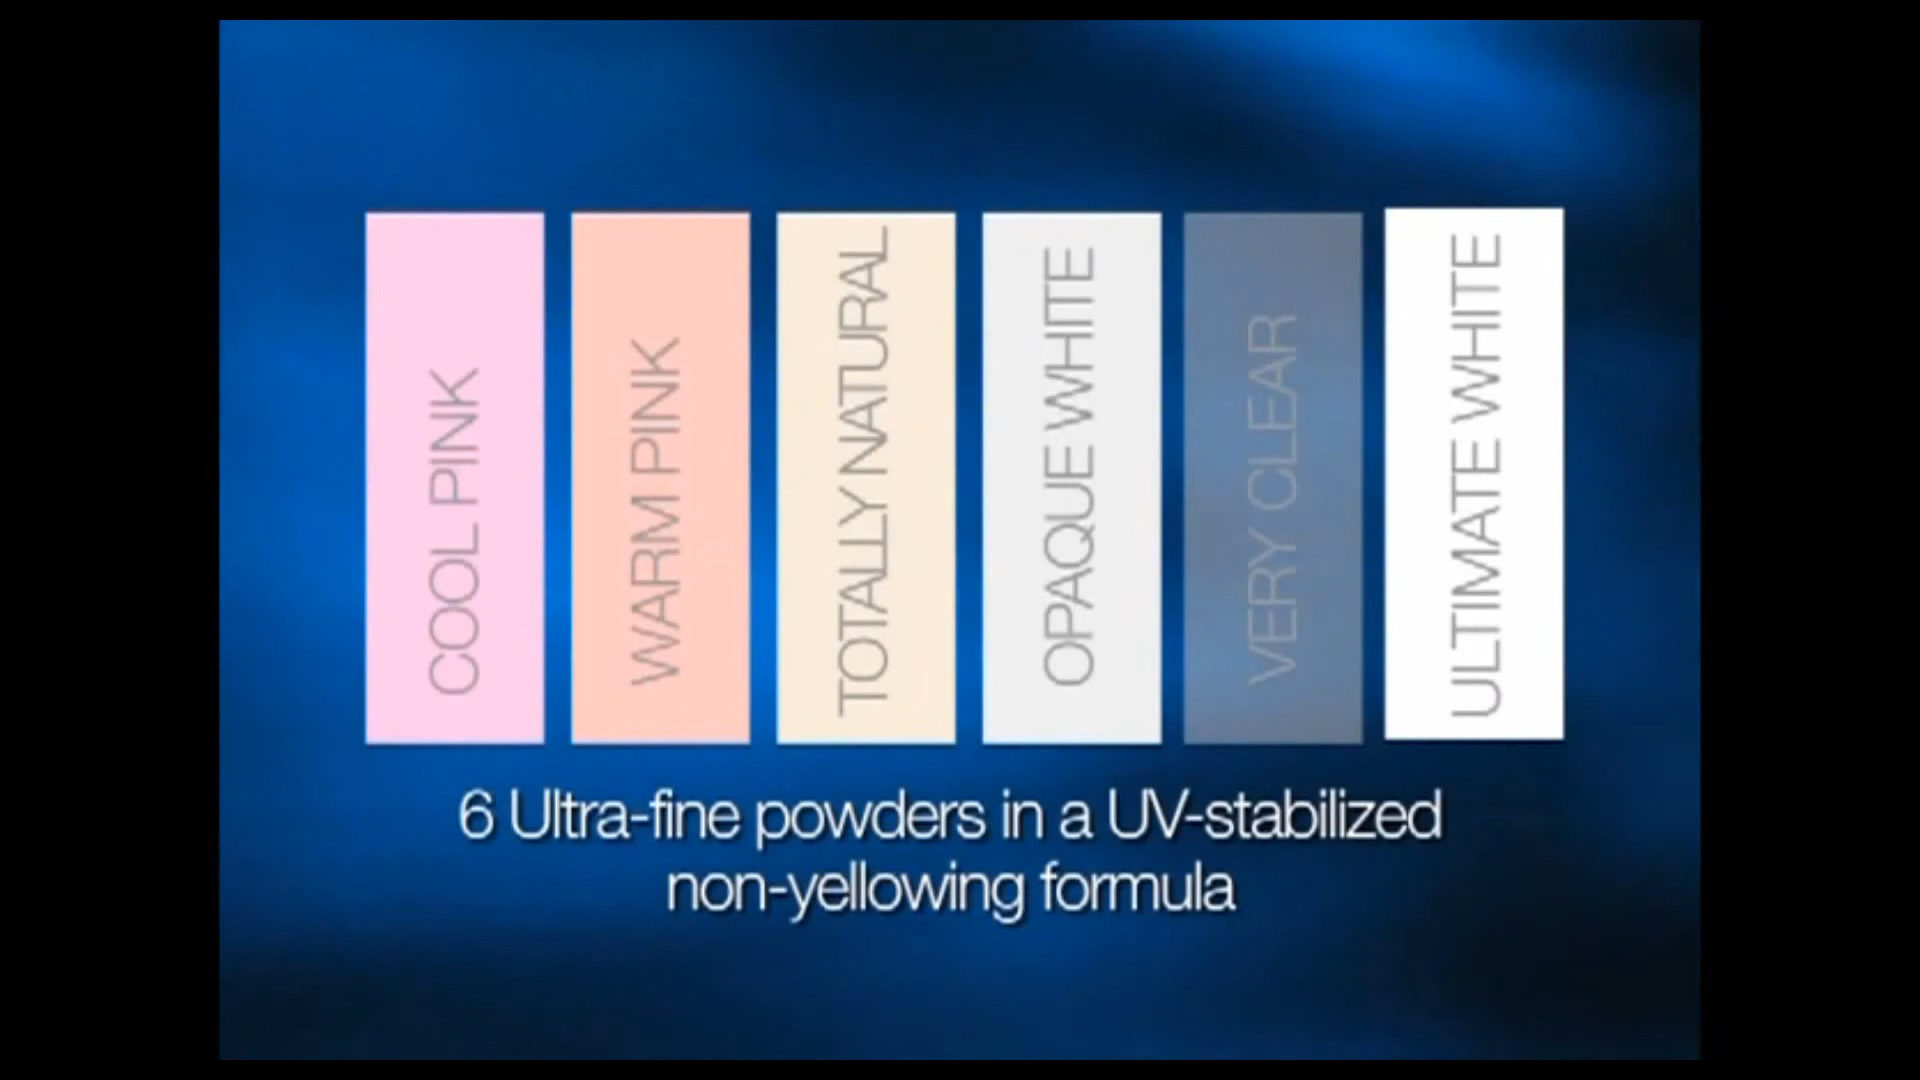 COOL PINK
WARM PINK
TOTALLY NATURAL
OPAQUE WHITE
VERY CLEAR
ULTIMATE WHITE
6 Ultra-fine powders in a UV-stabilized
non-yellowing formula